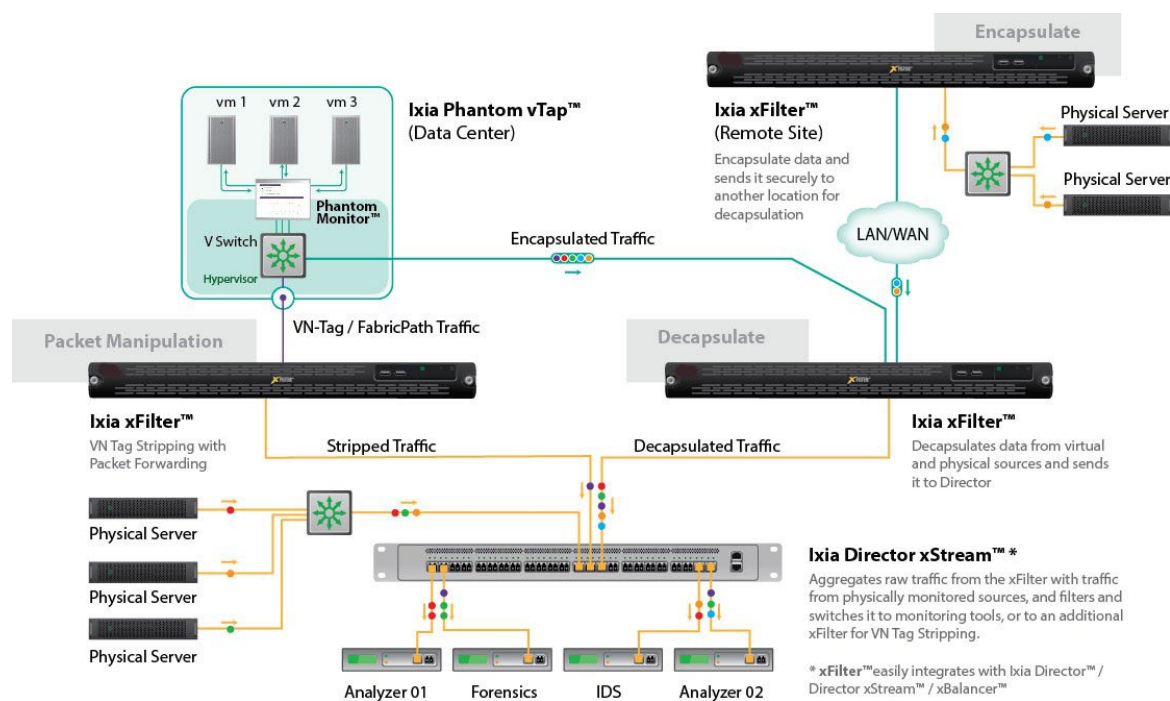 Encapsulate
vm 1
vm 2
vm 3
Ixia Phantom vTap™
(Data Center)
Phantom
Monitor™
V Switch
Hypervisor
Ixia xFilter™
(Remote Site)
Encapsulate data and
sends it securely to
another location for
decapsulation
Physical Server
Physical Server
LAN/WAN
Encapsulated Traffic
VN-Tag / FabricPath Traffic
Packet Manipulation
Decapsulate
Ixia xFilter™
VN Tag Stripping with
Packet Forwarding
Stripped Traffic
Decapsulated Traffic
Ixia xFilter™
Decapsulates data from virtual
and physical sources and sends
it to Director
Physical Server
Physical Server
Physical Server
Ixia Director xStream™ *
Aggregates raw traffic from the xFilter with traffic
from physically monitored sources, and filters and
switches it to monitoring tools, or to an additional
xFilter for VN Tag Stripping.
* xFilter™easily integrates with Ixia Director™ /
Director xStream™ / xBalancer™
Analyzer 01
Forensics
IDS
Analyzer 02